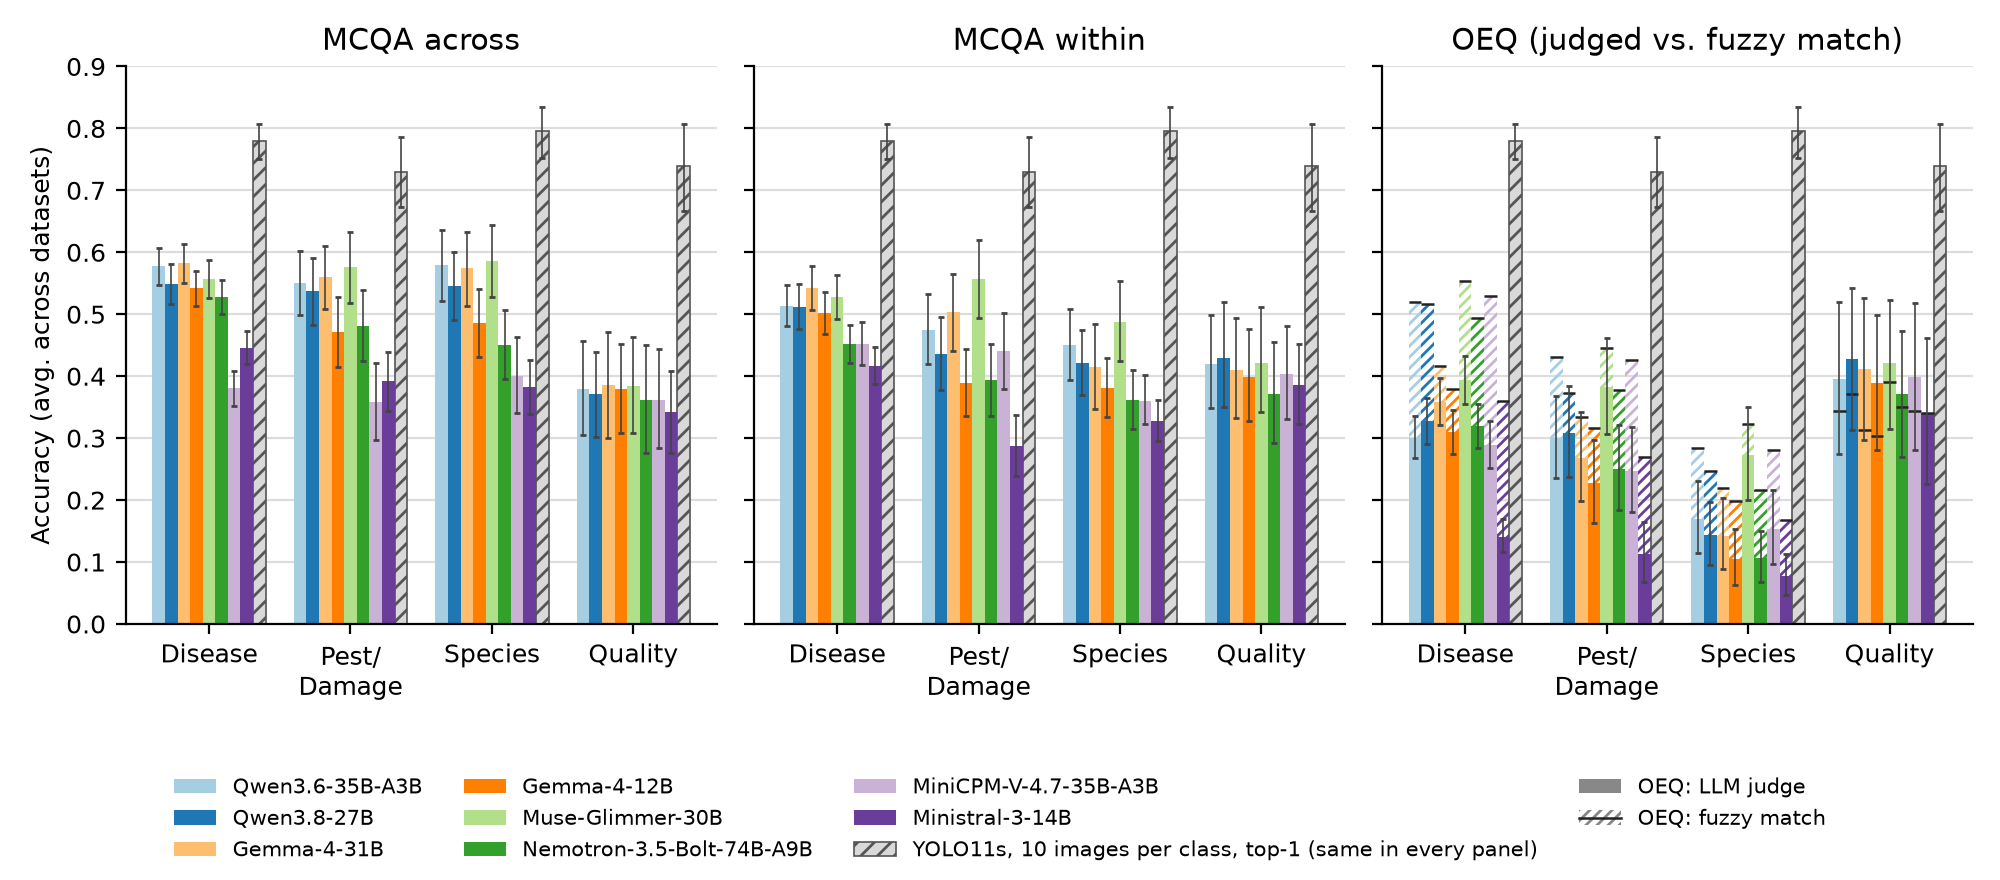 MCQA across
MCQA within
OEQ (judged vs. fuzzy match)
Accuracy (avg. across datasets)
0.9
0.8
0.7
0.6
0.5
0.4
0.3
0.2
0.1
0.0
Disease
Pest/
Damage
Species
Quality
Disease
Pest/
Damage
Species
Quality
Disease
Pest/
Damage
Species
Quality
Qwen3.6-35B-A3B
Qwen3.8-27B
Gemma-4-31B
Gemma-4-12B
Muse-Glimmer-30B
Nemotron-3.5-Bolt-74B-A9B
MiniCPM-V-4.7-35B-A3B
Ministral-3-14B
YOLO11s, 10 images per class, top-1 (same in every panel)
OEQ: LLM judge
OEQ: fuzzy match